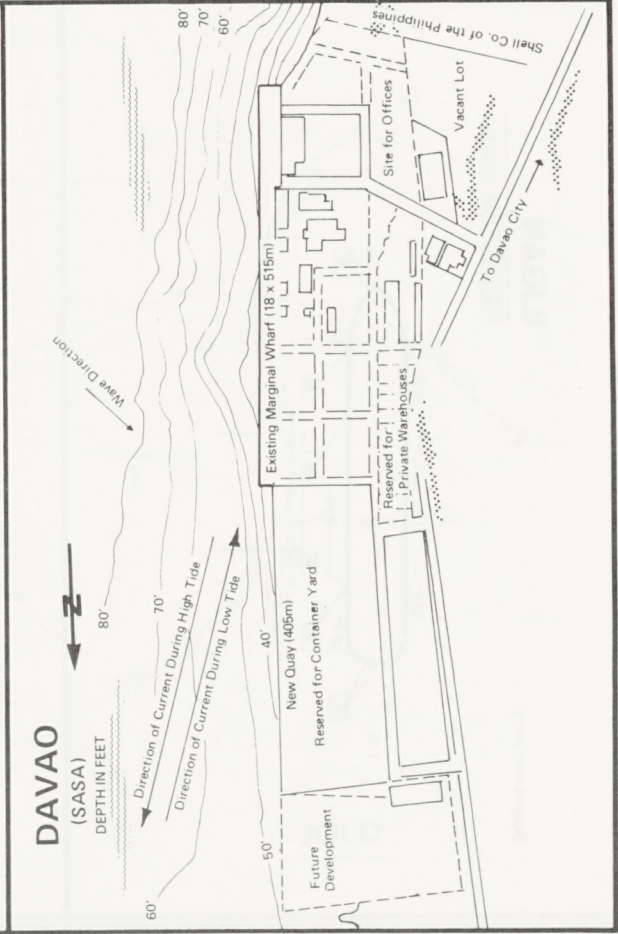 DAVAO
(SASA)
DEPTH IN FEET
N
80'
70'
60'
Wave Direction
80'
70'
60'
Direction of Current During High Tide
Direction of Current During Low Tide
40'
50'
Existing Marginal Wharf (18 x 515m)
New Quay (405m)
Reserved for Container Yard
Future
Development
Reserved for
Private Warehouses
Site for Offices
Vacant Lot
Shell Co. of the Philippines
To Davao City